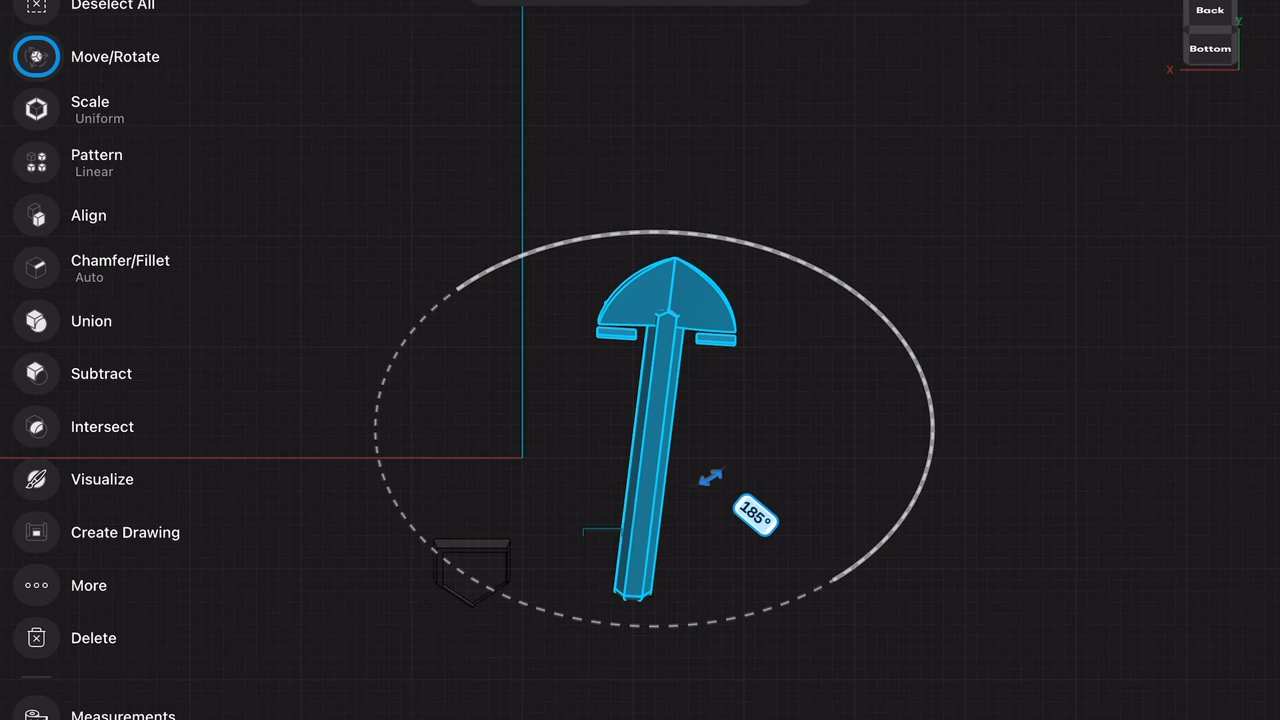 Deselect All
Move/Rotate
Scale
Uniform
Pattern
Linear
Align
Chamfer/Fillet
Auto
Union
Subtract
Intersect
Visualize
Create Drawing
More
Delete
Measurements
185°
Back
Bottom
X
Y